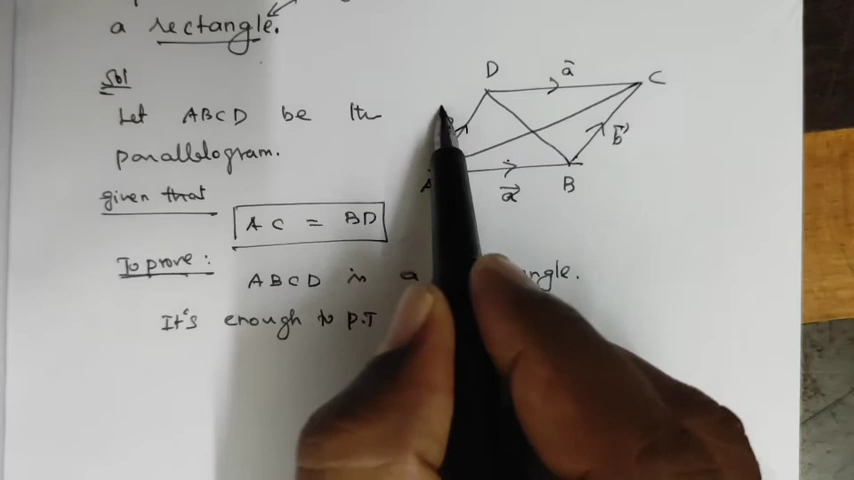 a rectangle.
Sol
Let ABCD be the
parallelogram.
given that
AC = BD
To prove:
ABCD is a
ngle.
It's enough to P.T
D
a
C
b
A
a
B